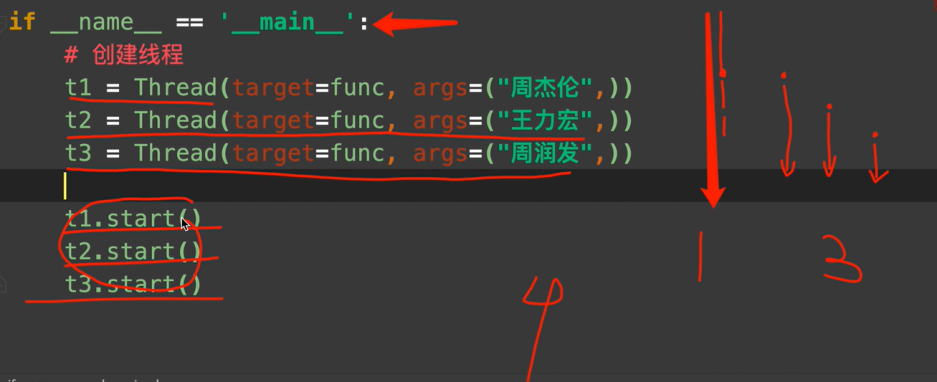 if __name__ == '__main__':
# 创建线程
t1 = Thread(target=func, args=("周杰伦",))
t2 = Thread(target=func, args=("王力宏",))
t3 = Thread(target=func, args=("周润发",))
t1.start()
t2.start()
t3.start()
1 3
4